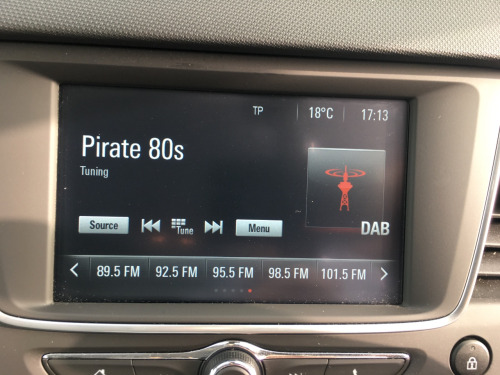 TP 18°C 17:13
Pirate 80s
Tuning
Source Tune Menu
DAB
89.5 FM 92.5 FM 95.5 FM 98.5 FM 101.5 FM